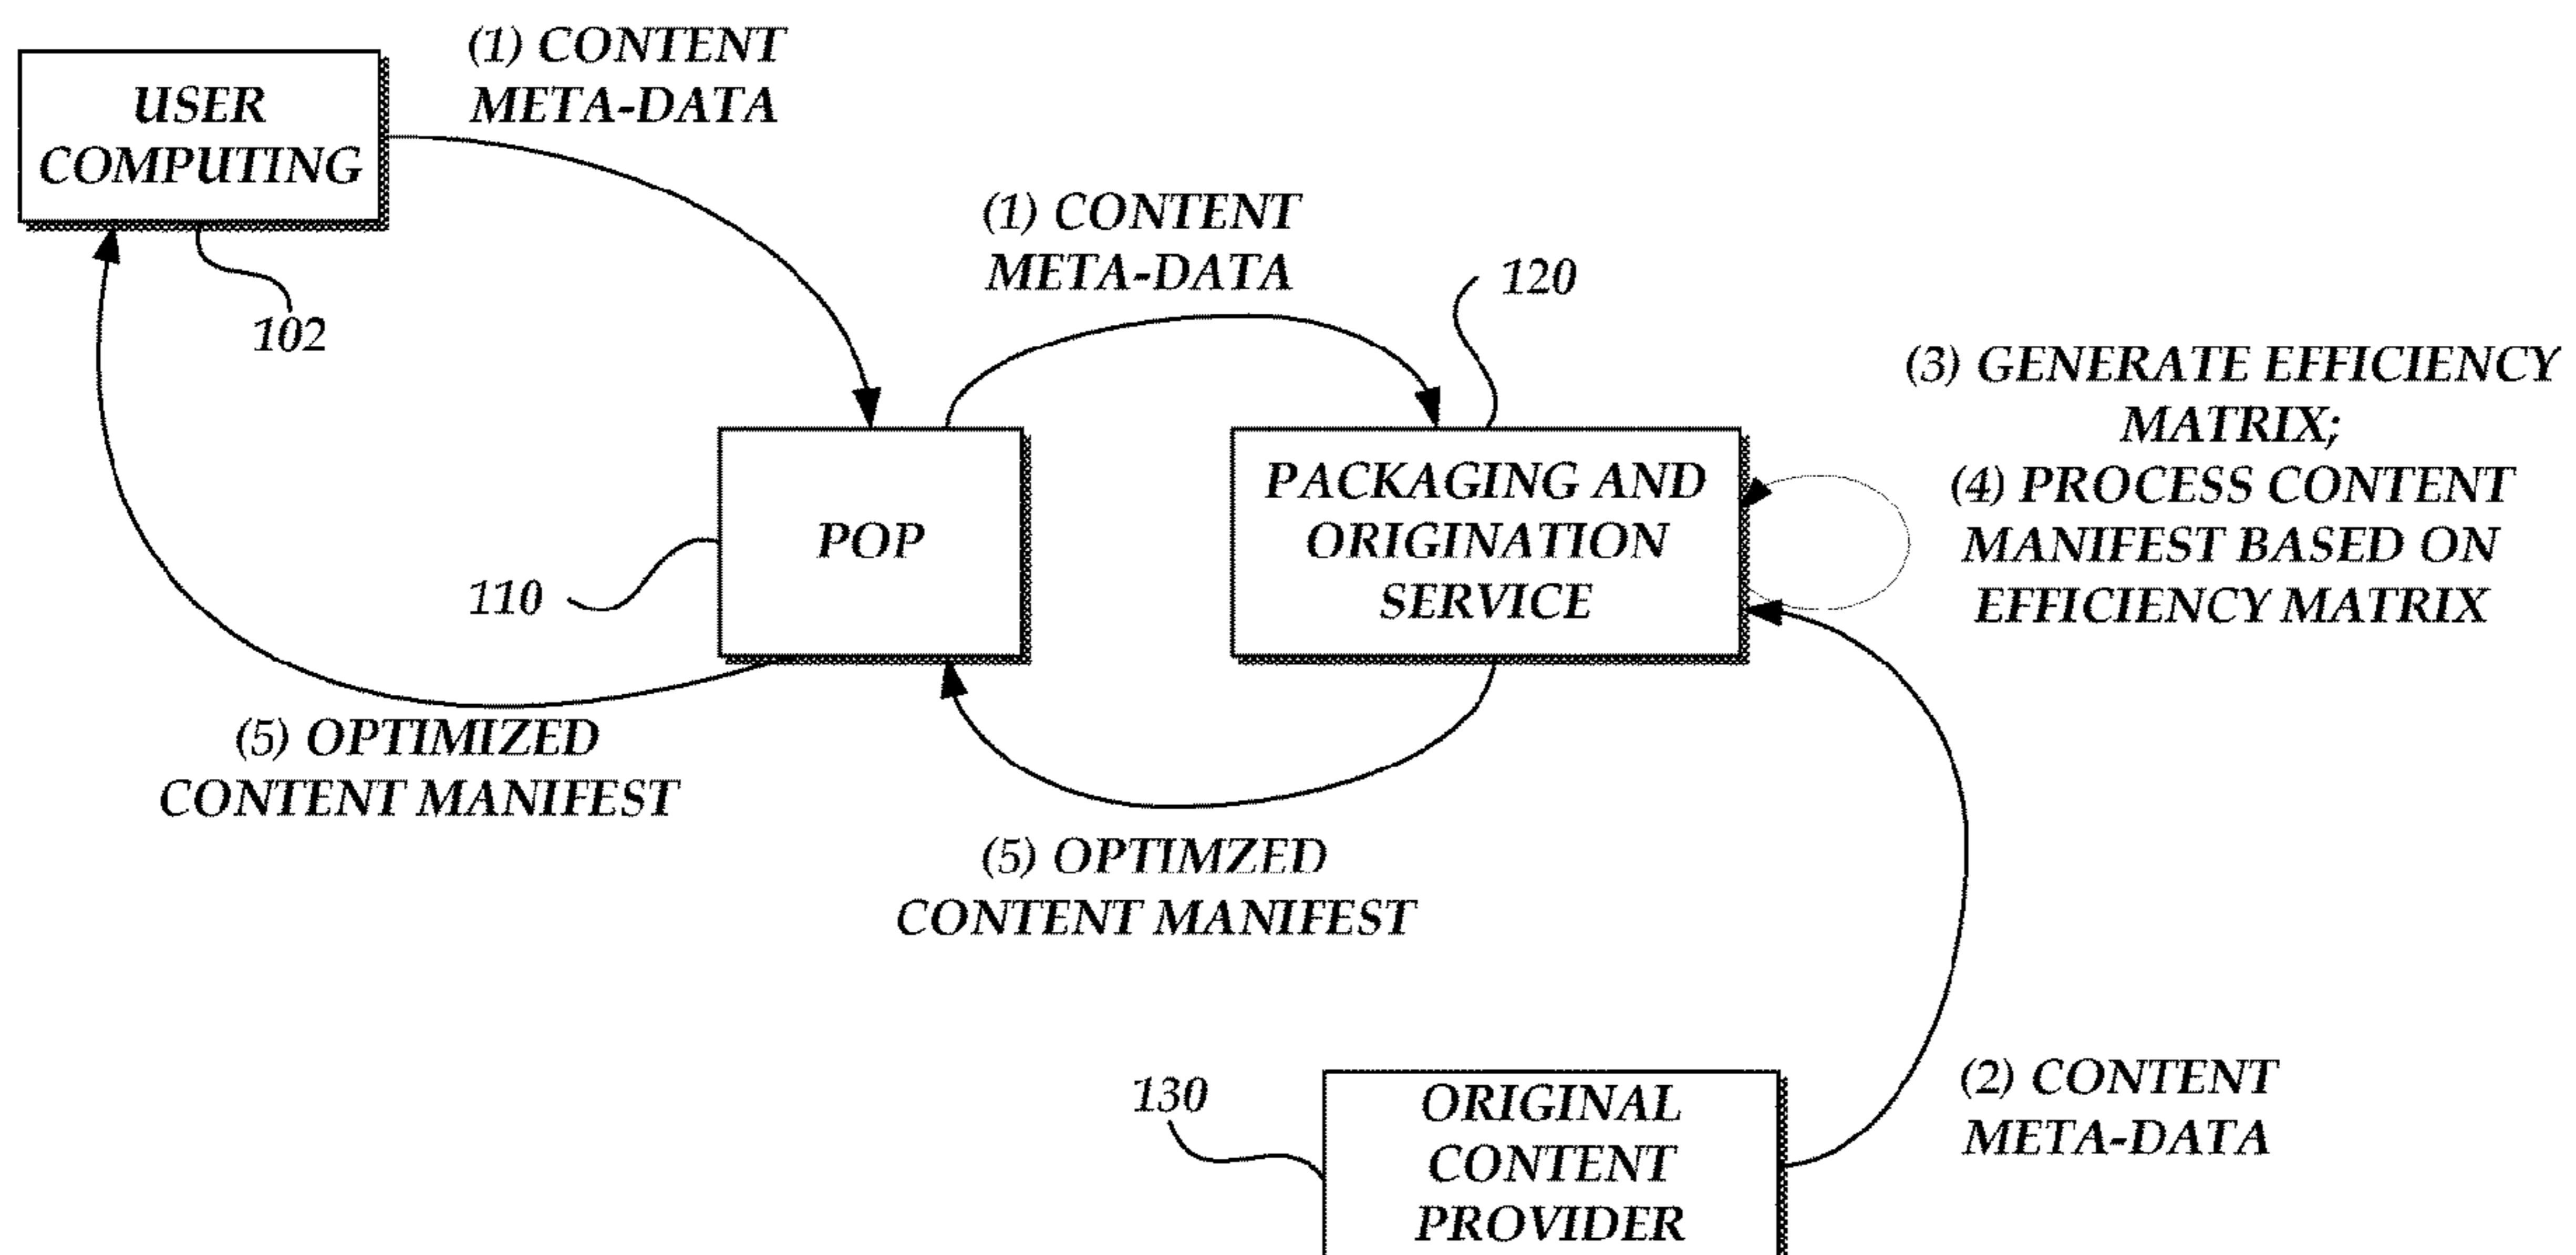 (1) CONTENT
META-DATA
USER
COMPUTING
102
(1) CONTENT
META-DATA
120
(3) GENERATE EFFICIENCY
MATRIX;
(4) PROCESS CONTENT
MANIFEST BASED ON
EFFICIENCY MATRIX
PACKAGING AND
ORIGINATION
SERVICE
POP
110
(5) OPTIMIZED
CONTENT MANIFEST
(5) OPTIMZED
CONTENT MANIFEST
(2) CONTENT
META-DATA
130
ORIGINAL
CONTENT
PROVIDER